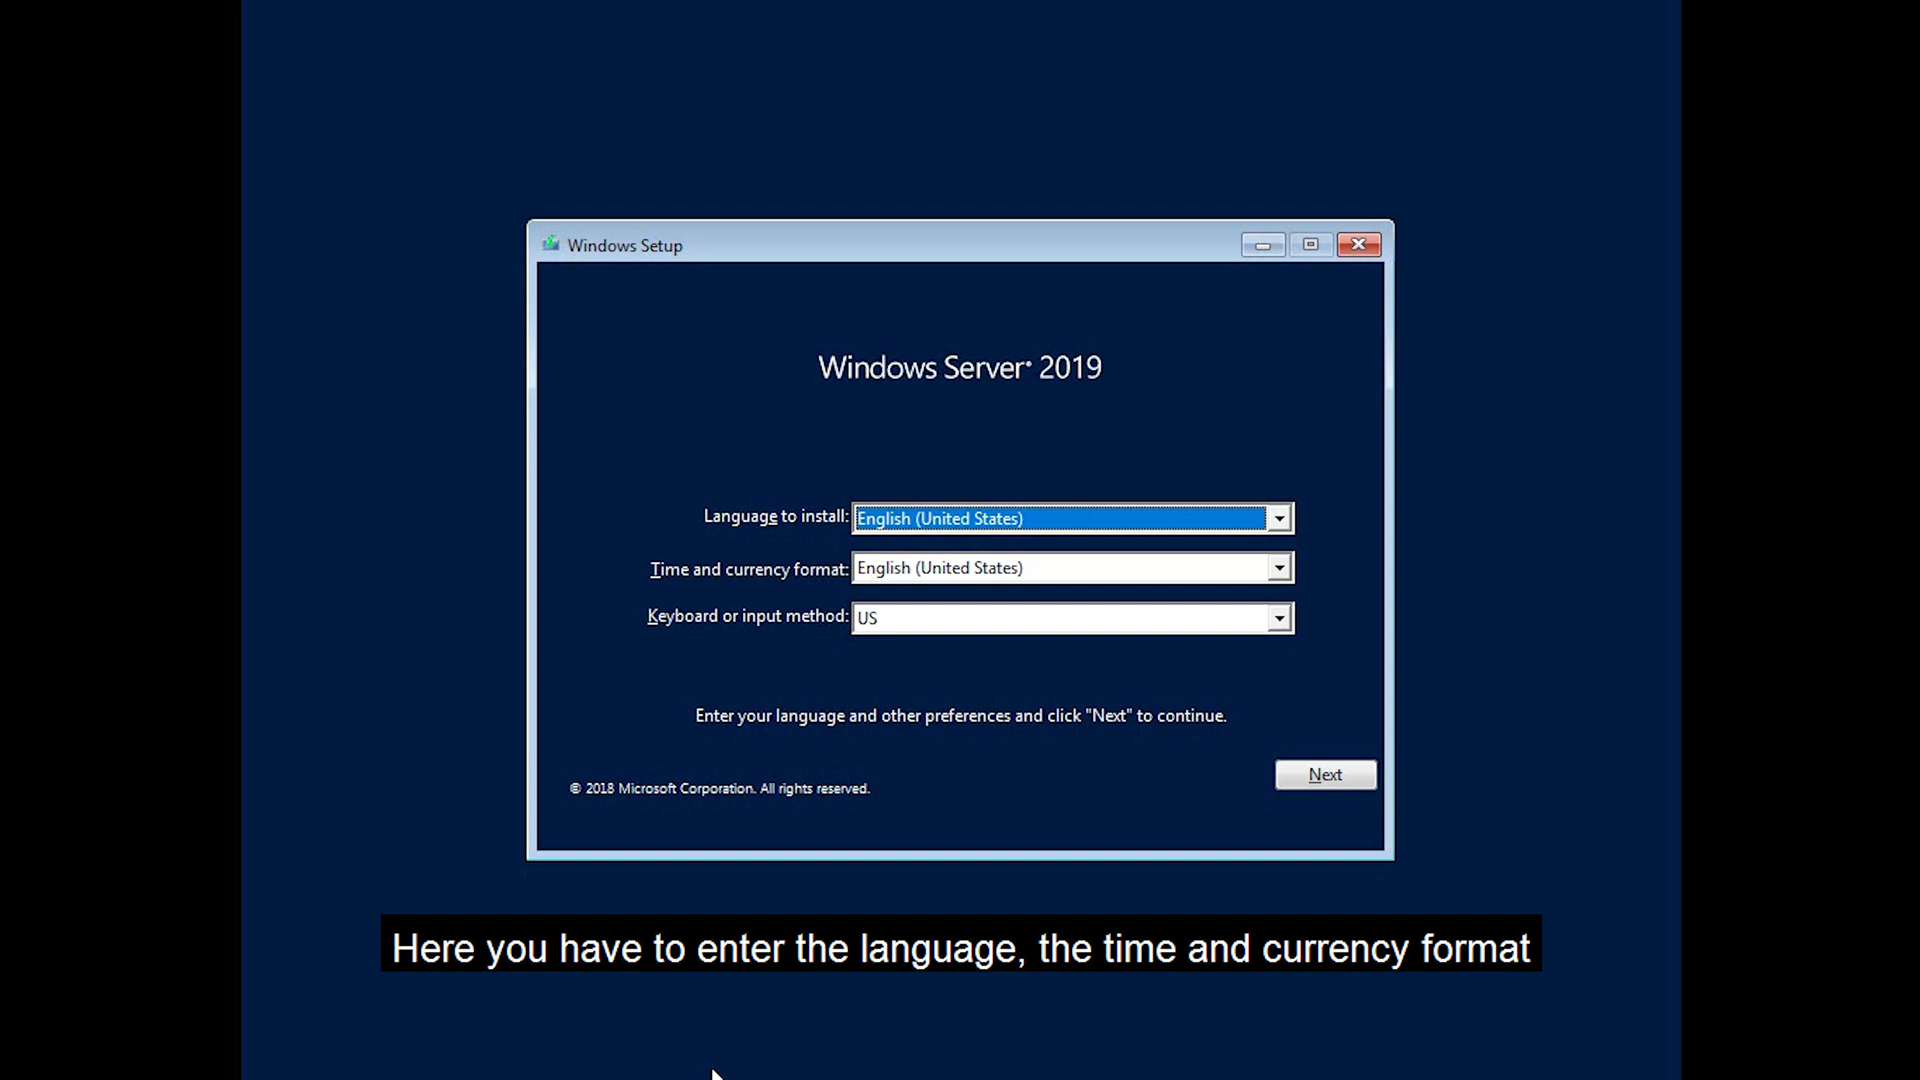 Windows Setup
Windows Server® 2019
Language to install: English (United States)
Time and currency format: English (United States)
Keyboard or input method: US
Enter your language and other preferences and click "Next" to continue.
Next
© 2018 Microsoft Corporation. All rights reserved.
Here you have to enter the language, the time and currency format